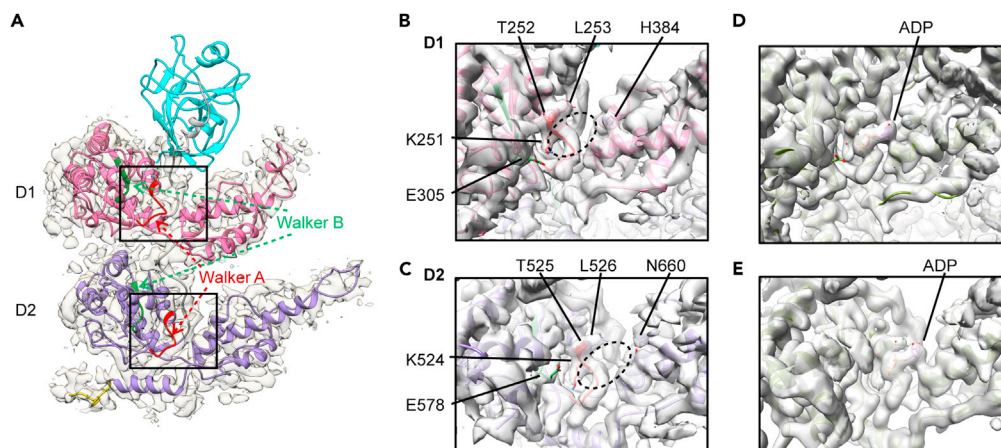 A
D1
D2
Walker B
Walker A
B
D1
T252 L253 H384
K251
E305
C
D2
T525 L526 N660
K524
E578
D
ADP
E
ADP